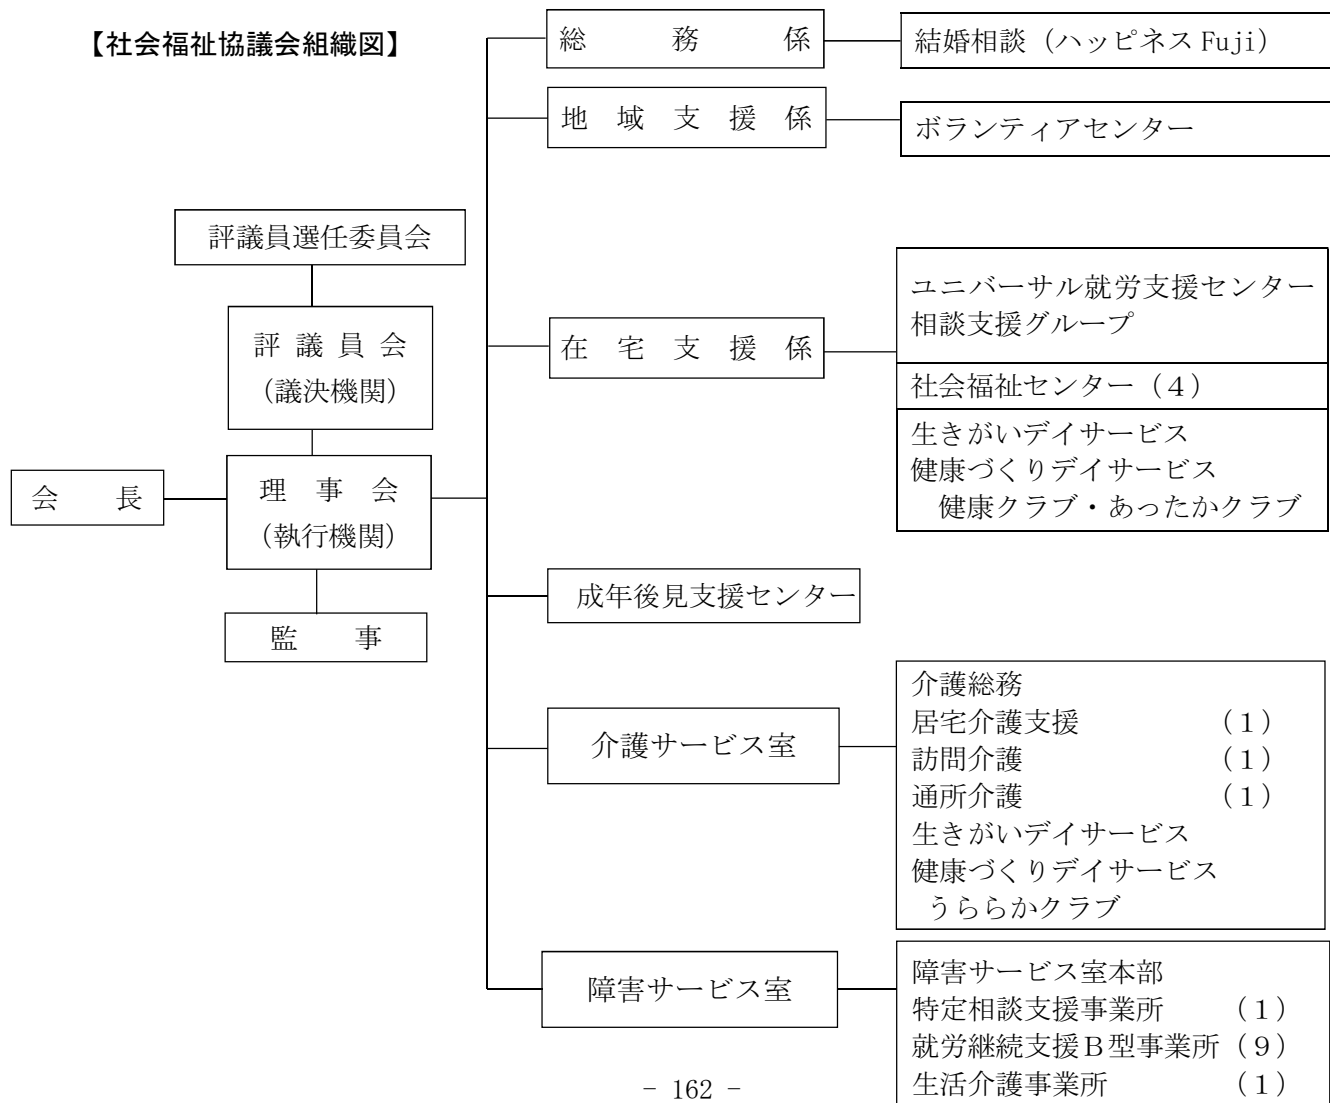 【社会福祉協議会組織図】
総務係
結婚相談（ハッピネス Fuji）
地域支援係
ボランティアセンター
評議員選任委員会
評議員会
(議決機関)
在宅支援係
ユニバーサル就労支援センター
相談支援グループ
社会福祉センター（４）
生きがいデイサービス
健康づくりデイサービス
健康クラブ・あったかクラブ
会長
理事会
(執行機関)
監事
成年後見支援センター
介護サービス室
介護総務
居宅介護支援（１）
訪問介護（１）
通所介護（１）
生きがいデイサービス
健康づくりデイサービス
うららかクラブ
障害サービス室
障害サービス室本部
特定相談支援事業所（１）
就労継続支援Ｂ型事業所（９）
生活介護事業所（１）
- 162 -